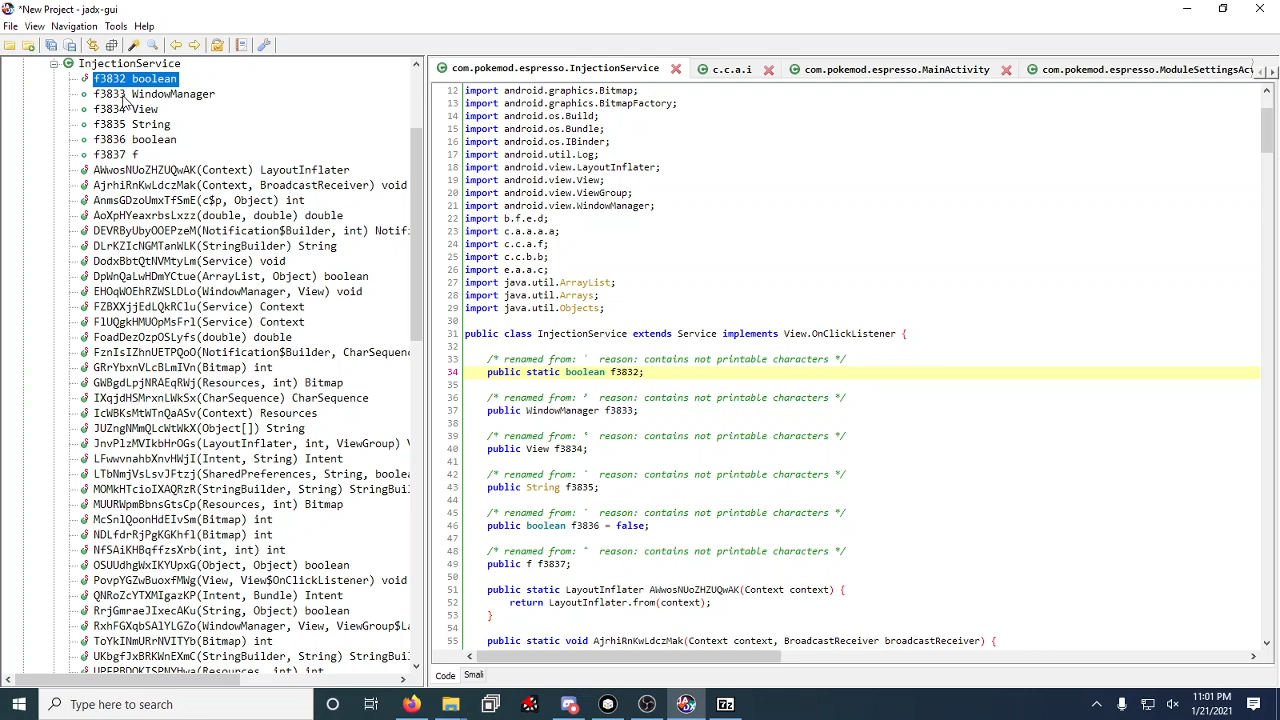 *New Project - jadx-gui
File View Navigation Tools Help
InjectionService
f3832 boolean
f3833 WindowManager
f3834 View
f3835 String
f3836 boolean
f3837 f
AWwosNUoZHZUQwAK(Context) LayoutInflater
AjrhiRnKwLdczMak(Context, BroadcastReceiver) void
AnmsGDzoUmxTfSmE(c$p, Object) int
AoXpHYeaxrbsLxzz(double, double) double
DEVRByUbyOOEPzeM(Notification$Builder, int) Notifi
DLrKZIcNGMTanWLK(StringBuilder) String
DodxBbtQtNVMtyLm(Service) void
DpWnQaLwHDmYCtue(ArrayList, Object) boolean
EHOqWOEhRZWSLDLo(WindowManager, View) void
FZBXXjjEdLQkRClu(Service) Context
FlUQgkHMUOpMsFrl(Service) Context
FoadDezOzpOSLyfs(double) double
FznIsIZhnUETPQoO(Notification$Builder, CharSequenc
GRrYbxnVLcBLmIVn(Bitmap) int
GWBgdLpjNRAEqRWj(Resources, int) Bitmap
IXqjdHSMrxnLWkSx(CharSequence) CharSequence
IcWBKsMtWTnQaASv(Context) Resources
JUZngNMmQLcWtWkX(Object[]) String
JnvPlzMVIkbHrOGs(LayoutInflater, int, ViewGroup) V
LFwwvnahbXnvHWjI(Intent, String) Intent
LTbNmjVsLsvJFtzj(SharedPreferences, String, boolea
MOMkHTcioIXAQRzR(StringBuilder, String) StringBuil
MUURWpmBbnsGtsCp(Resources, int) Bitmap
McSnlQoonHdEIvSm(Bitmap) int
NDLfdrRjPgKGKhfl(Bitmap) int
NfSAiKHBqffzsXrb(int, int) int
OSUUdgHWxIKYUpxG(Object, Object) boolean
PovpYGZwBuoxfMWg(View, View$OnClickListener) void
QNRoZcYTXMIgazKP(Intent, Bundle) Intent
RrjGmraeJIxecAKu(String, Object) boolean
RxhFGXqbSAlYLGZo(WindowManager, View, ViewGroup$La
ToYkINmURrNVITYb(Bitmap) int
UKbgfJxBRKWnEXmC(StringBuilder, String) StringBuil
com.pokemod.espresso.InjectionService
c.c.a.i
com.pokemod.espresso.MainActivity
com.pokemod.espresso.ModuleSettingsAct
12 import android.graphics.Bitmap;
13 import android.graphics.BitmapFactory;
14 import android.os.Build;
15 import android.os.Bundle;
16 import android.os.IBinder;
17 import android.util.Log;
18 import android.view.LayoutInflater;
19 import android.view.View;
20 import android.view.ViewGroup;
21 import android.view.WindowManager;
22 import b.f.e.d;
23 import c.a.a.a.a;
24 import c.c.a.f;
25 import c.c.b.b;
26 import e.a.a.c;
27 import java.util.ArrayList;
28 import java.util.Arrays;
29 import java.util.Objects;
30
31 public class InjectionService extends Service implements View.OnClickListener {
32
33 /* renamed from: ` reason: contains not printable characters */
34 public static boolean f3832;
35
36 /* renamed from: ' reason: contains not printable characters */
37 public WindowManager f3833;
38
39 /* renamed from: ° reason: contains not printable characters */
40 public View f3834;
41
42 /* renamed from: ` reason: contains not printable characters */
43 public String f3835;
44
45 /* renamed from: ` reason: contains not printable characters */
46 public boolean f3836 = false;
47
48 /* renamed from: ˆ reason: contains not printable characters */
49 public f f3837;
50
51 public static LayoutInflater AWwosNUoZHZUQwAK(Context context) {
52 return LayoutInflater.from(context);
53 }
54
55 public static void AjrhiRnKwLdczMak(Context context, BroadcastReceiver broadcastReceiver) {
Code Smali
Type here to search
11:01 PM
1/21/2021